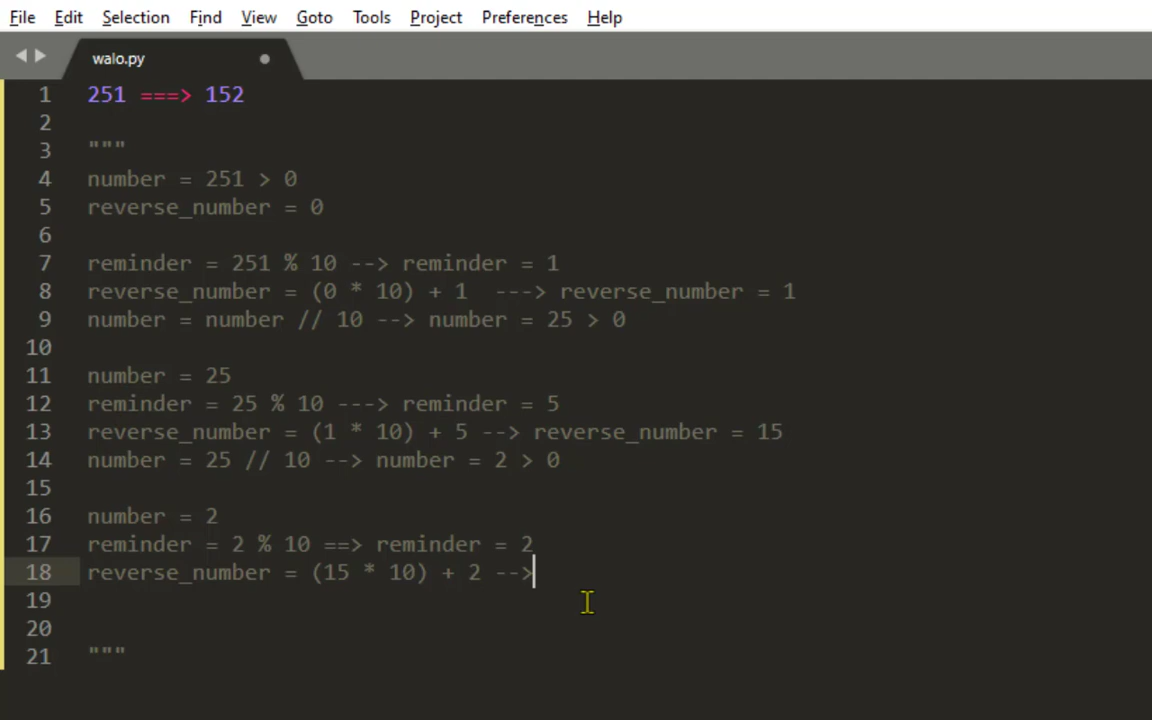 File Edit Selection Find View Goto Tools Project Preferences Help
walo.py
1 251 ===> 152
2
3 """
4 number = 251 > 0
5 reverse_number = 0
6
7 reminder = 251 % 10 --> reminder = 1
8 reverse_number = (0 * 10) + 1  ---> reverse_number = 1
9 number = number // 10 --> number = 25 > 0
10
11 number = 25
12 reminder = 25 % 10 ---> reminder = 5
13 reverse_number = (1 * 10) + 5 --> reverse_number = 15
14 number = 25 // 10 --> number = 2 > 0
15
16 number = 2
17 reminder = 2 % 10 ==> reminder = 2
18 reverse_number = (15 * 10) + 2 -->
19
20
21 """